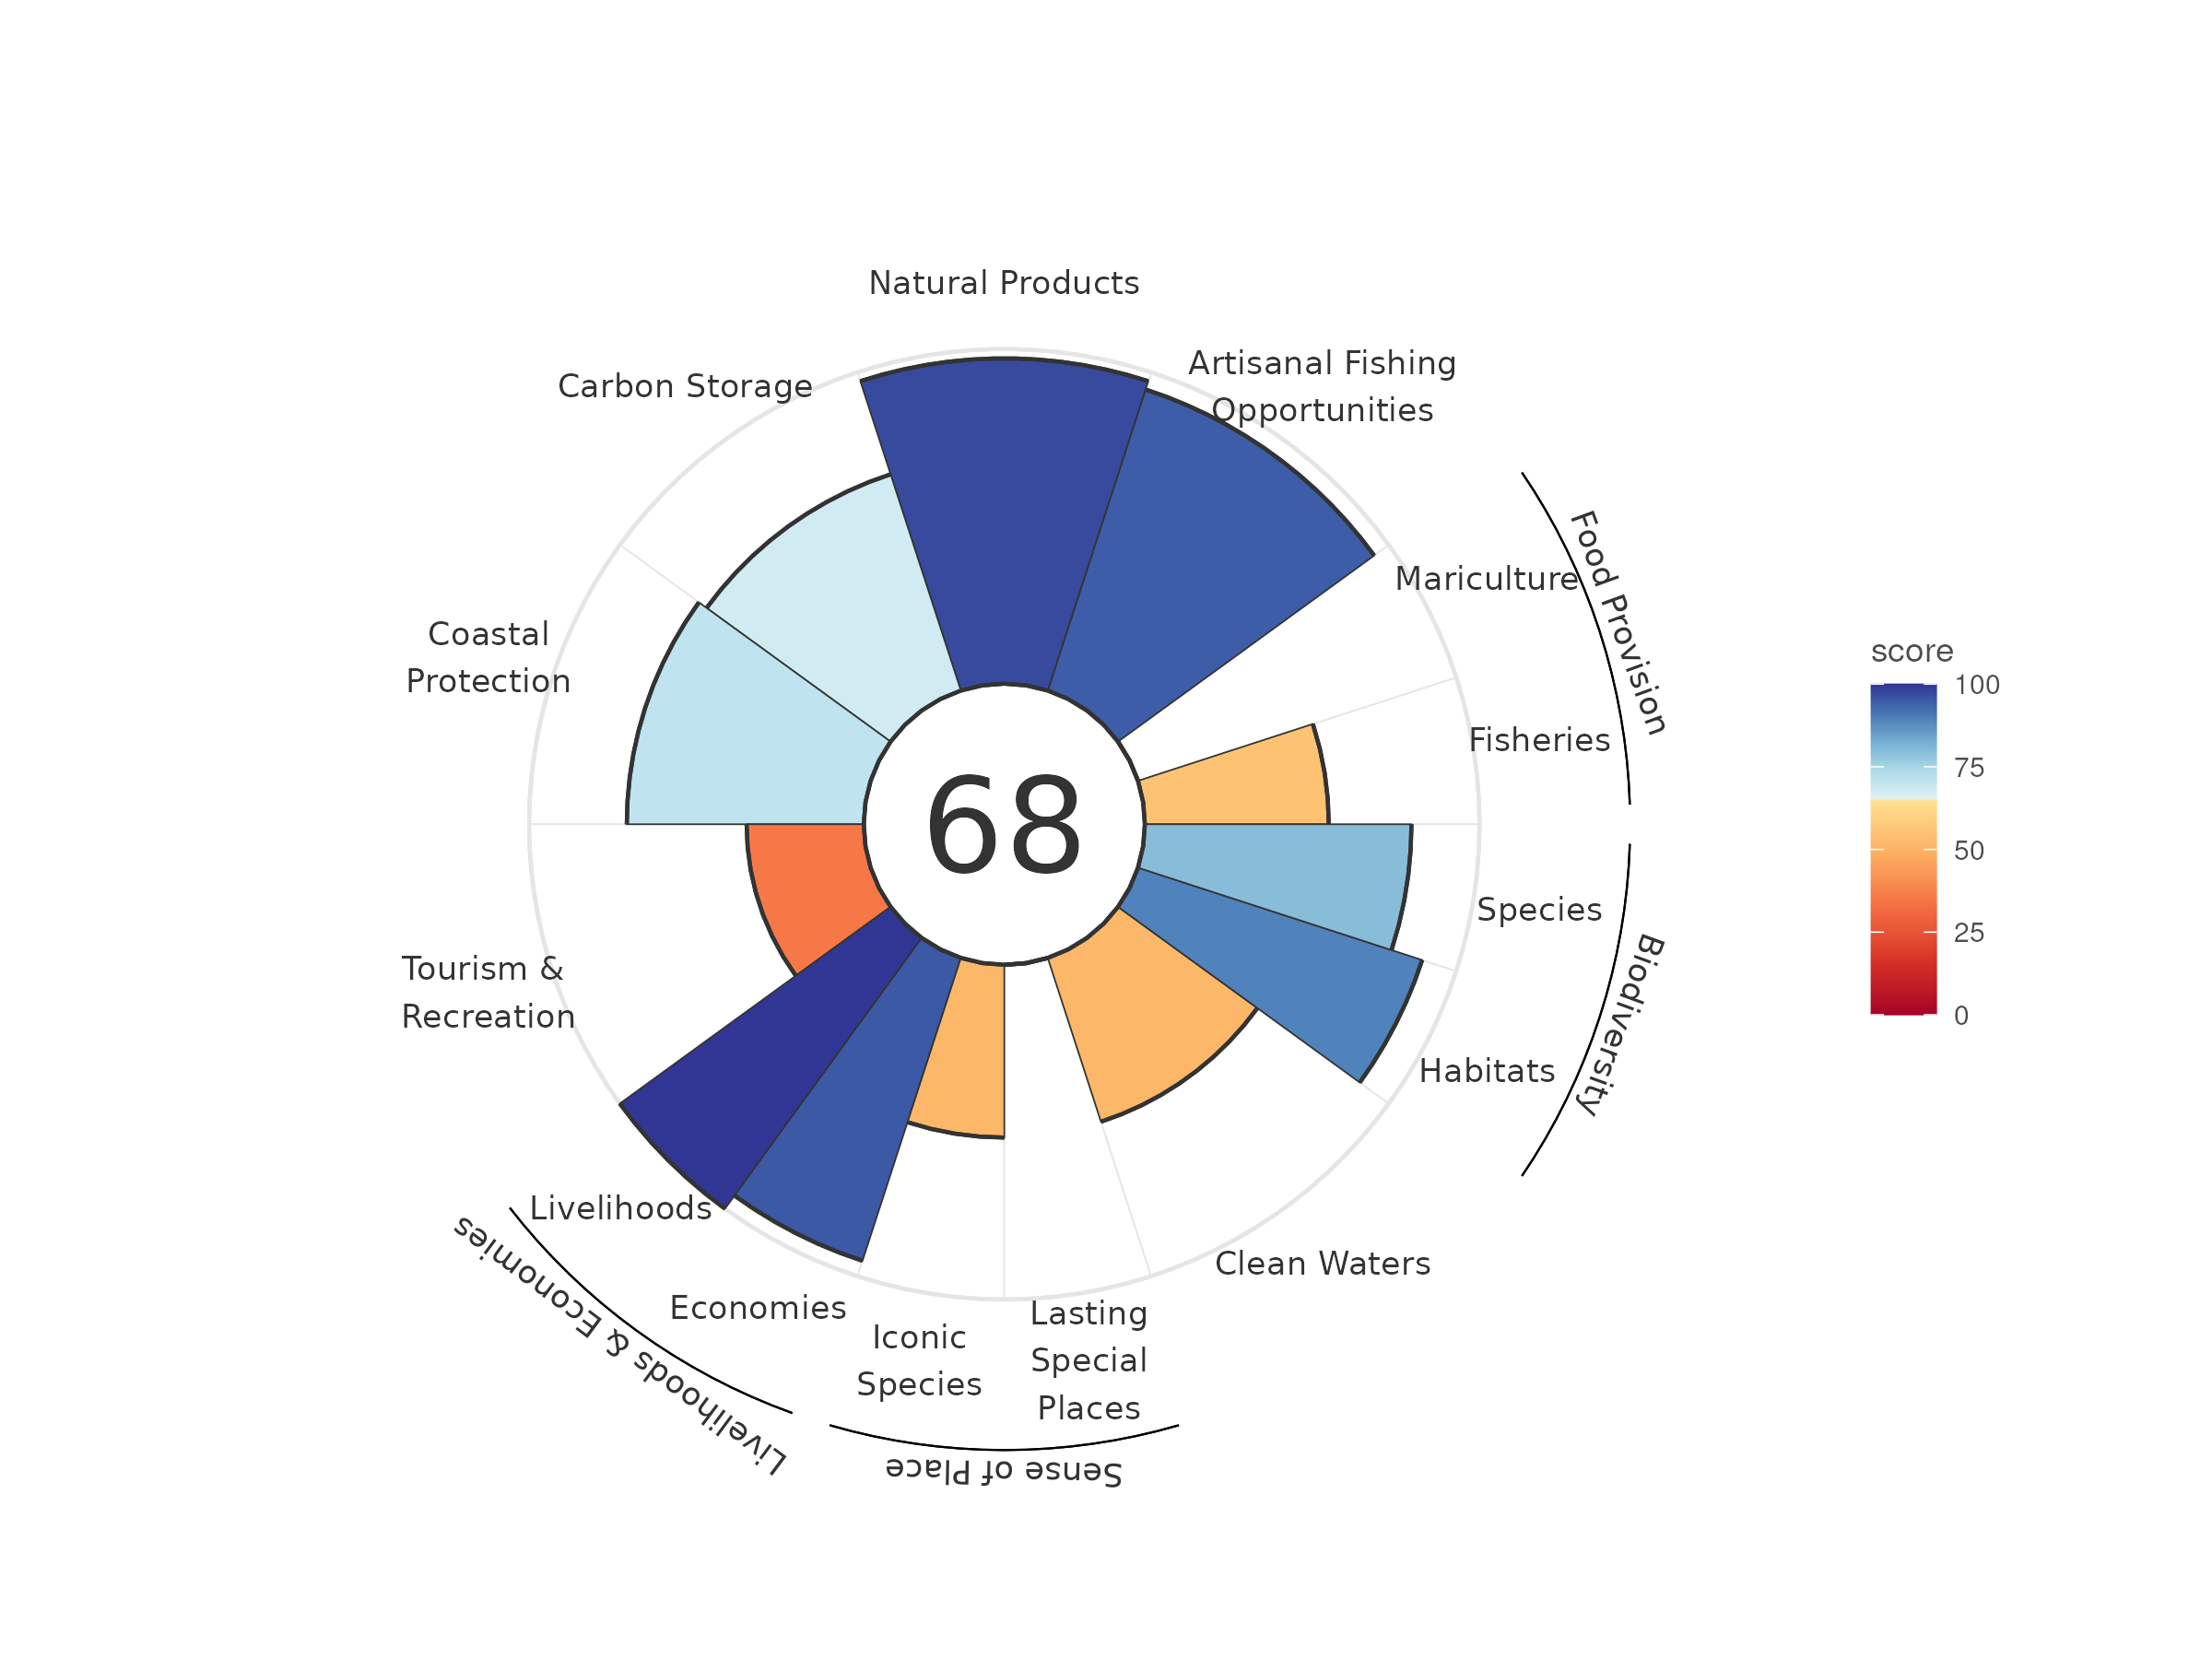 Natural Products
Artisanal Fishing
Opportunities
Carbon Storage
Food Provision
Mariculture
Coastal
Protection
Fisheries
score
100
75
50
25
0
68
Species
Biodiversity
Tourism &
Recreation
Habitats
Livelihoods
Livelihoods & Economies
Clean Waters
Economies
Iconic
Species
Lasting
Special
Places
Sense of Place